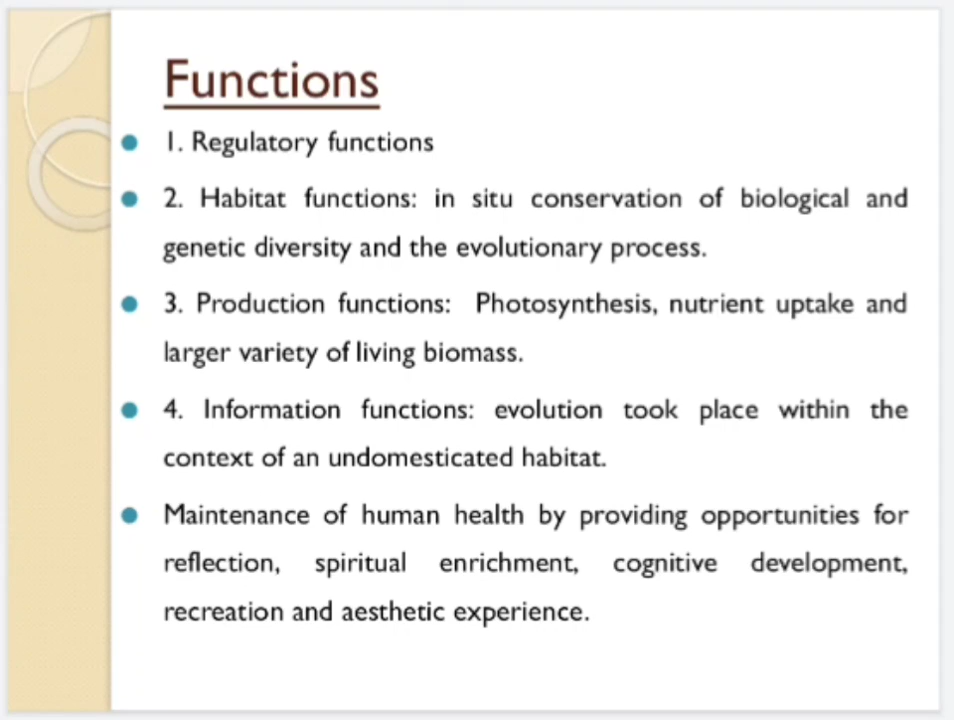 Functions
1. Regulatory functions
2. Habitat functions: in situ conservation of biological and
genetic diversity and the evolutionary process.
3. Production functions: Photosynthesis, nutrient uptake and
larger variety of living biomass.
4. Information functions: evolution took place within the
context of an undomesticated habitat.
Maintenance of human health by providing opportunities for
reflection, spiritual enrichment, cognitive development,
recreation and aesthetic experience.